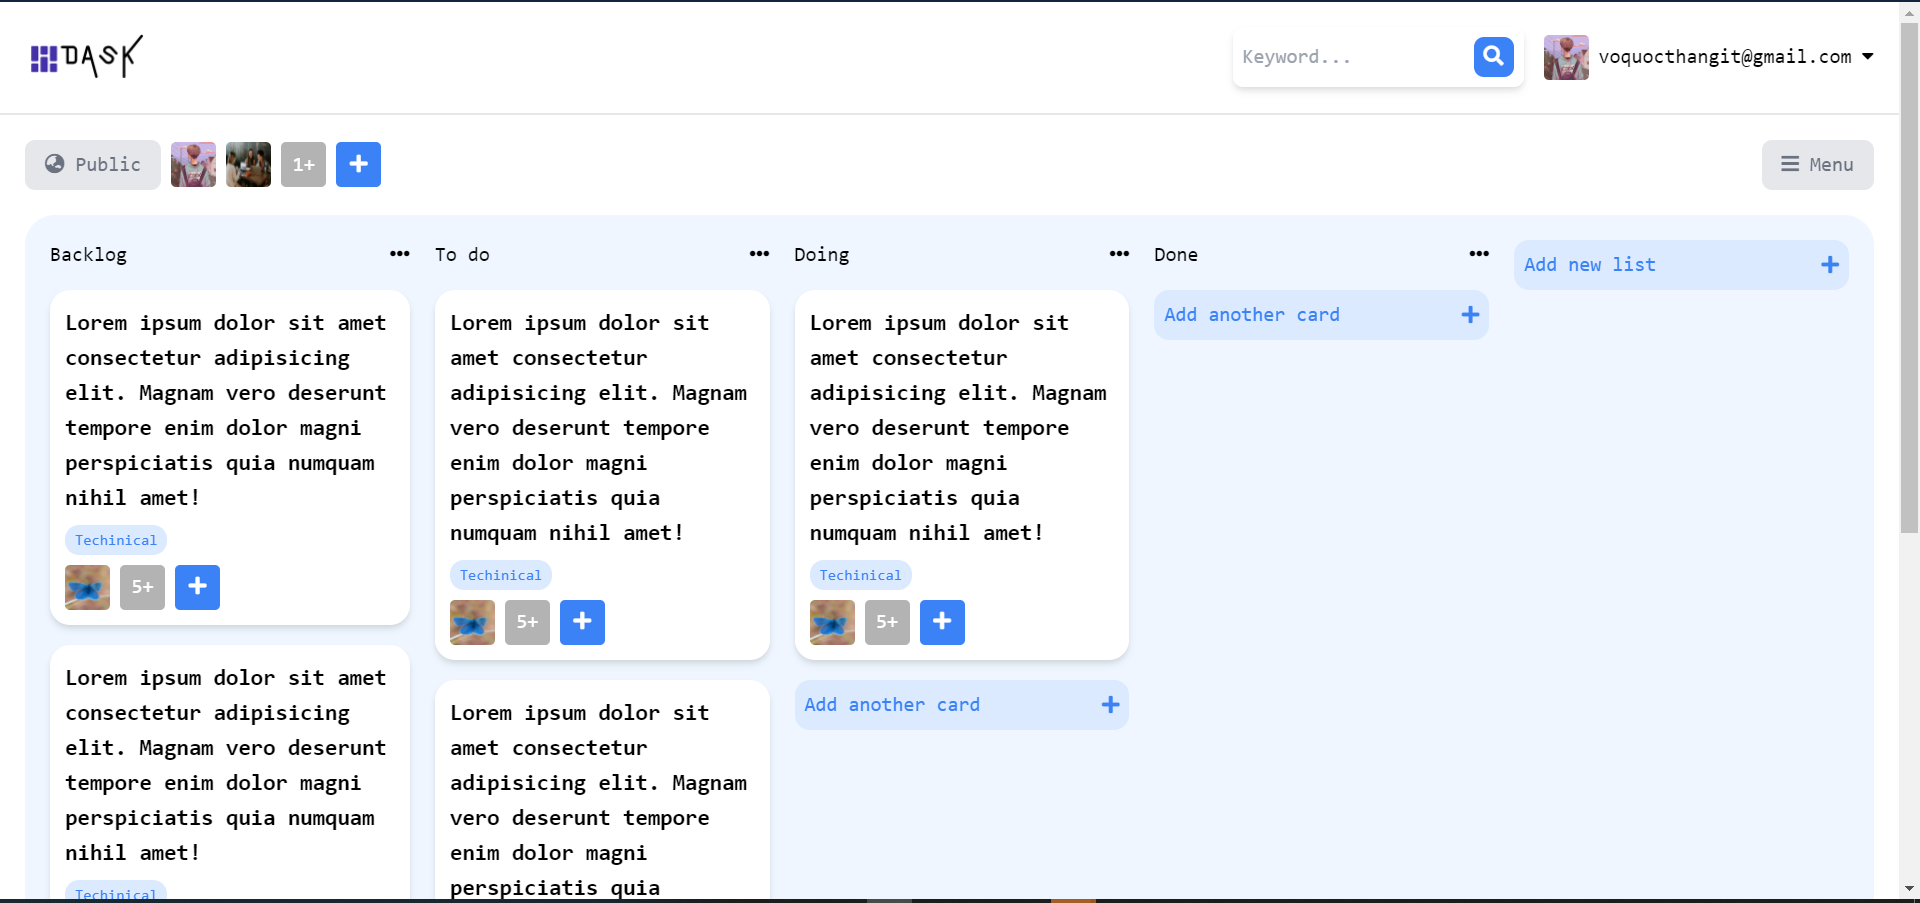 DASK
Keyword...
voquocthangit@gmail.com
Public
1+
Menu
Backlog
Lorem ipsum dolor sit amet
consectetur adipisicing
elit. Magnam vero deserunt
tempore enim dolor magni
perspiciatis quia numquam
nihil amet!
Techinical
5+
Lorem ipsum dolor sit amet
consectetur adipisicing
elit. Magnam vero deserunt
tempore enim dolor magni
perspiciatis quia numquam
nihil amet!
Techinical
To do
Lorem ipsum dolor sit
amet consectetur
adipisicing elit. Magnam
vero deserunt tempore
enim dolor magni
perspiciatis quia
numquam nihil amet!
Techinical
5+
Lorem ipsum dolor sit
amet consectetur
adipisicing elit. Magnam
vero deserunt tempore
enim dolor magni
perspiciatis quia
Doing
Lorem ipsum dolor sit
amet consectetur
adipisicing elit. Magnam
vero deserunt tempore
enim dolor magni
perspiciatis quia
numquam nihil amet!
Techinical
5+
Add another card
Done
Add another card
Add new list